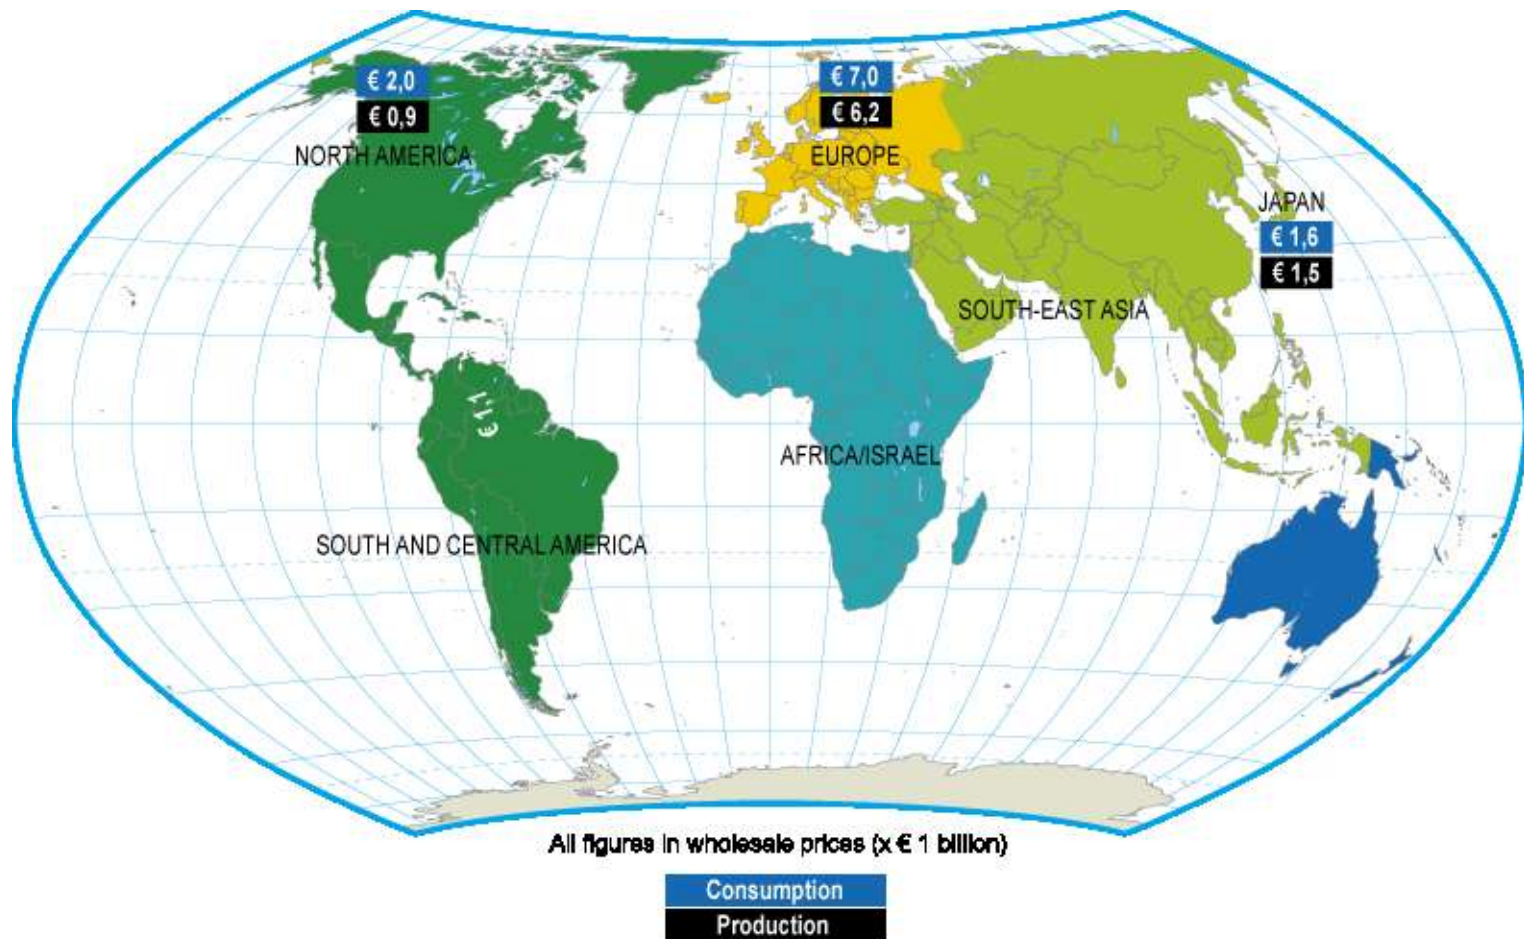 € 2,0
€ 0,9
NORTH AMERICA
€ 7,0
€ 6,2
EUROPE
JAPAN
€ 1,6
€ 1,5
SOUTH-EAST ASIA
€ 1.1
AFRICA/ISRAEL
SOUTH AND CENTRAL AMERICA
All figures in wholesale prices (x € 1 billion)
Consumption
Production